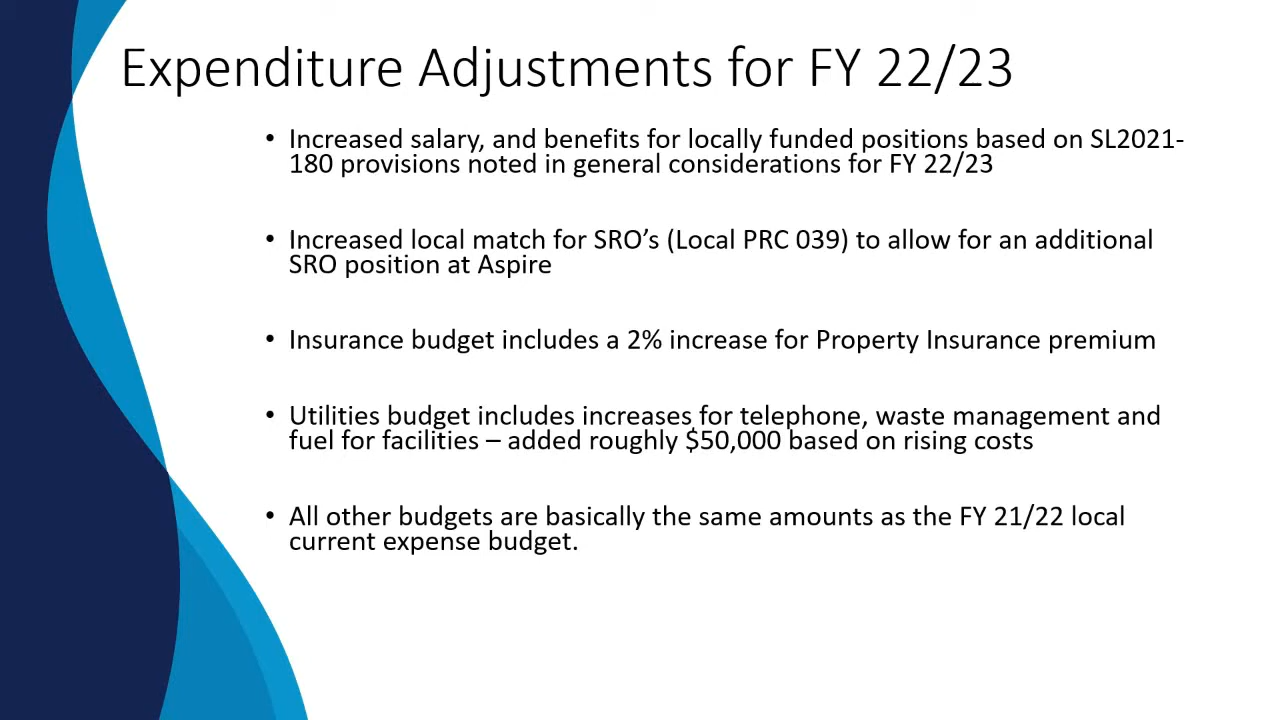 Expenditure Adjustments for FY 22/23
• Increased salary, and benefits for locally funded positions based on SL2021-
180 provisions noted in general considerations for FY 22/23
• Increased local match for SRO’s (Local PRC 039) to allow for an additional
SRO position at Aspire
• Insurance budget includes a 2% increase for Property Insurance premium
• Utilities budget includes increases for telephone, waste management and
fuel for facilities – added roughly $50,000 based on rising costs
• All other budgets are basically the same amounts as the FY 21/22 local
current expense budget.